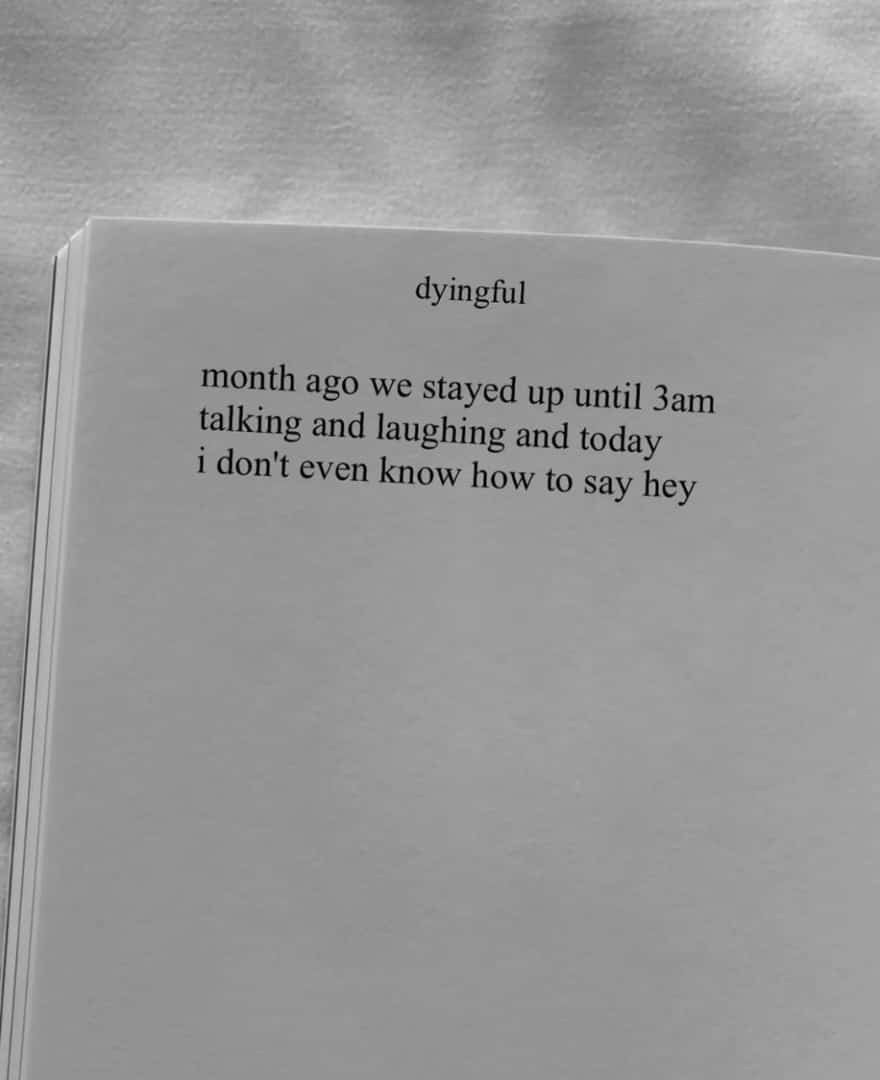 dyingful
month ago we stayed up until 3am
talking and laughing and today
i don't even know how to say hey